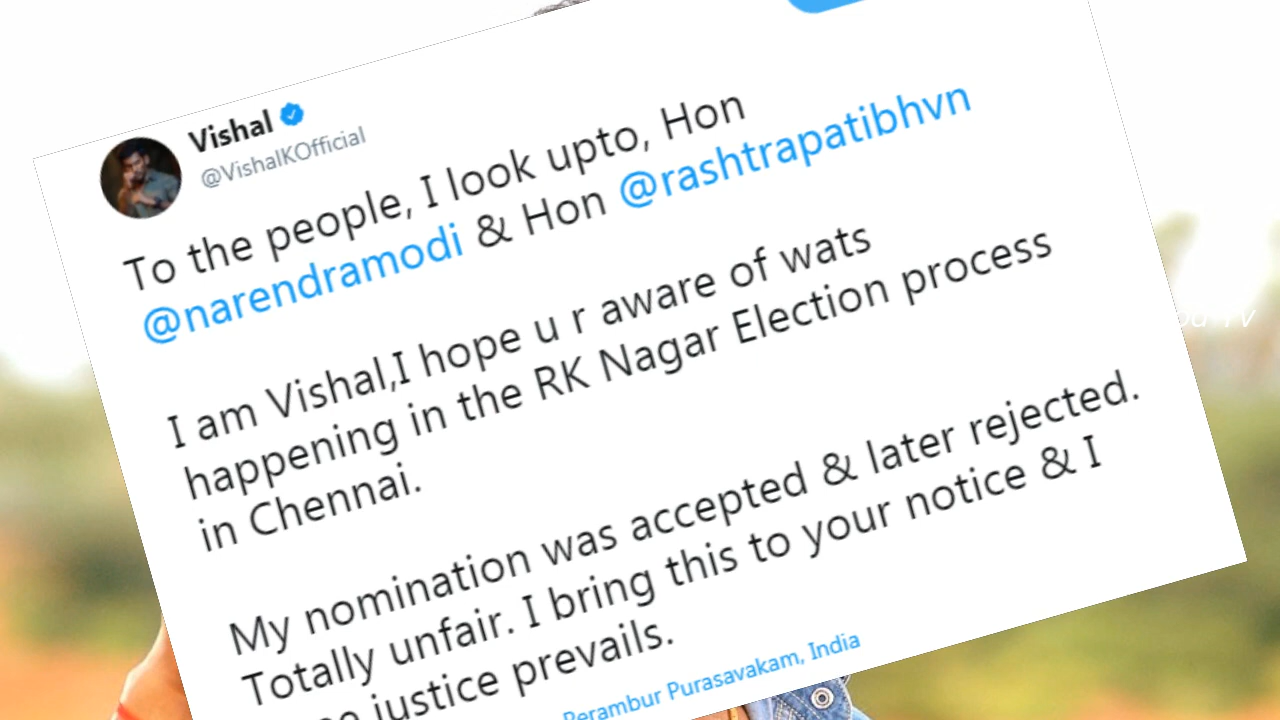 Vishal
@VishalKOfficial
To the people, I look upto, Hon
@narendramodi & Hon @rashtrapatibhvn
I am Vishal,I hope u r aware of wats
happening in the RK Nagar Election process
in Chennai.
My nomination was accepted & later rejected.
Totally unfair. I bring this to your notice & I
justice prevails.
Perambur Purasavakam, India
TV